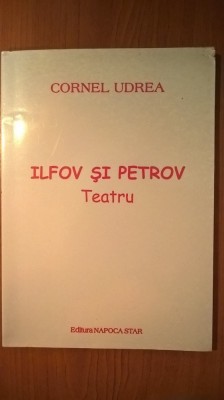 CORNEL UDREA
ILFOV ŞI PETROV
Teatru
Editura NAPOCA STAR